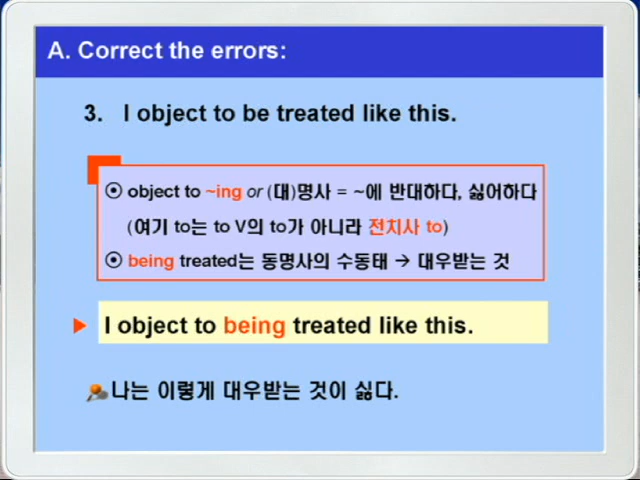 A. Correct the errors:
3. I object to be treated like this.
⊙ object to ~ing or (대)명사 = ~에 반대하다, 싫어하다
(여기 to는 to V의 to가 아니라 전치사 to)
⊙ being treated는 동명사의 수동태 → 대우받는 것
I object to being treated like this.
나는 이렇게 대우받는 것이 싫다.